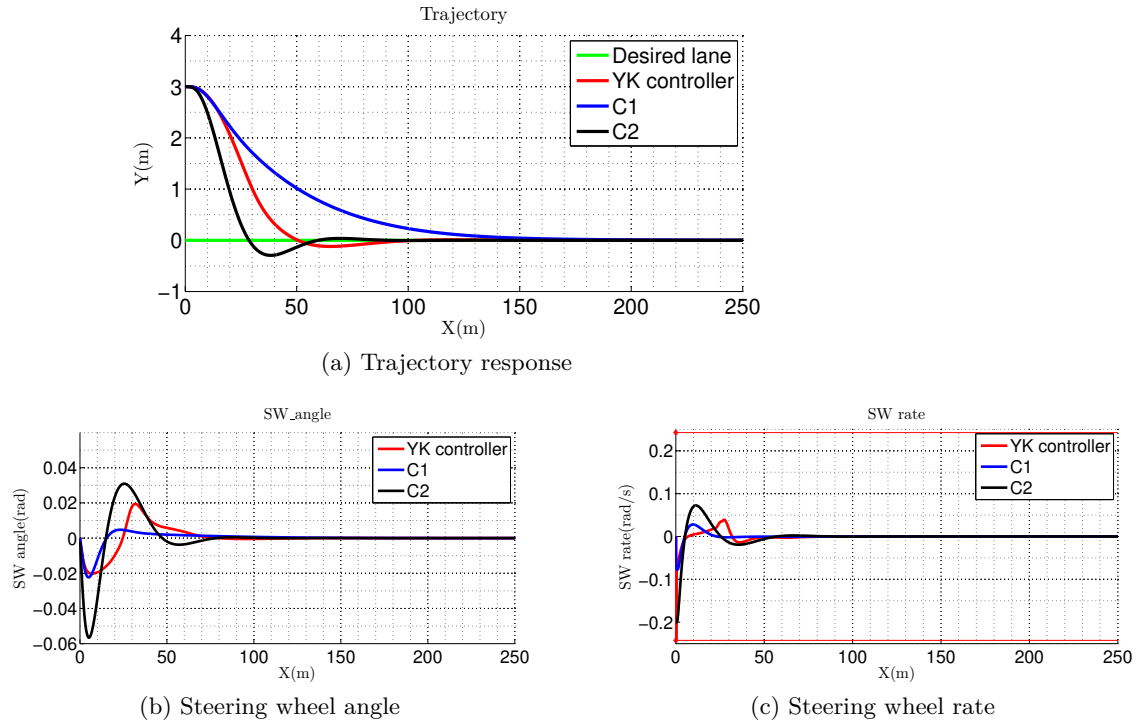 Trajectory
4
3
2
1
0
−1
Y(m)
Desired lane
YK controller
C1
C2
0 50 100 150 200 250
X(m)
(a) Trajectory response
SW_angle
0.04
0.02
0
−0.02
−0.04
−0.06
SW angle(rad)
YK controller
C1
C2
0 50 100 150 200 250
X(m)
(b) Steering wheel angle
SW rate
0.2
0.1
0
−0.1
−0.2
SW rate(rad/s)
YK controller
C1
C2
0 50 100 150 200 250
X(m)
(c) Steering wheel rate